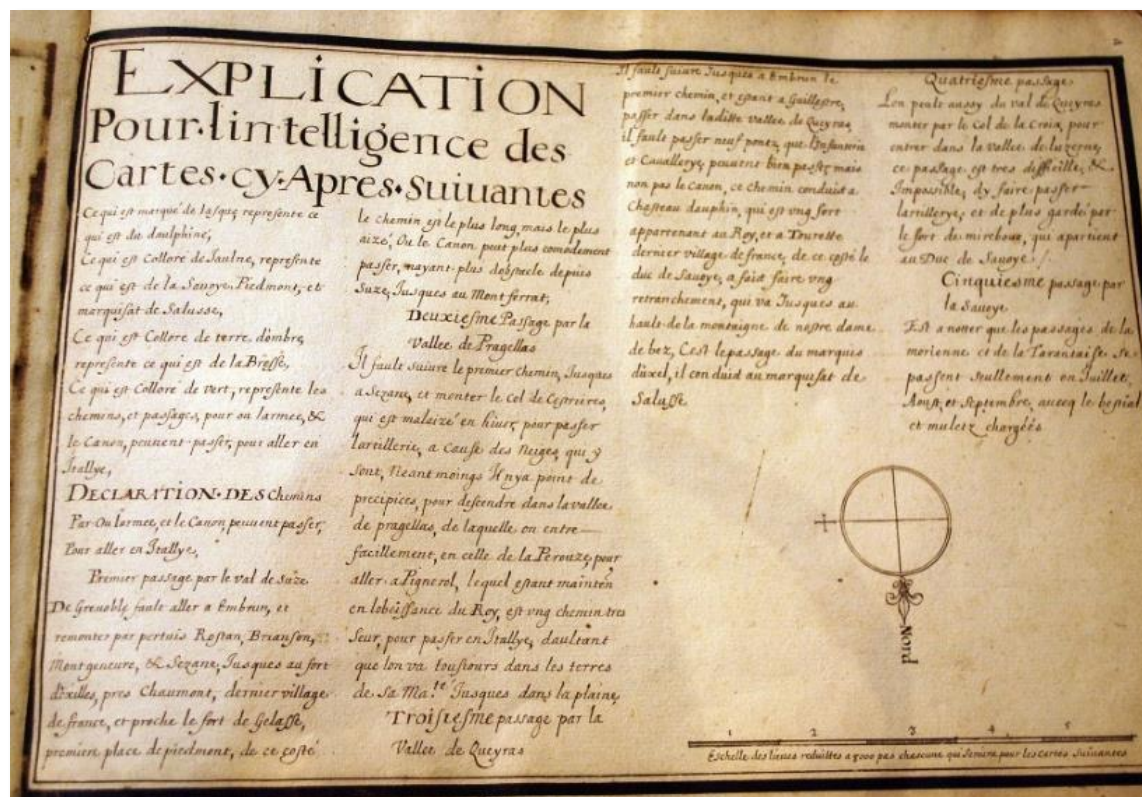 EXPLICATION
Pour·lintelligence des
Cartes·cy·Apres·suiuantes
Ce qui est marqué de lasque represente ce
qui est du daulphiné,
Ce qui est Colloré de Jaulne, represente
ce qui est de la Sauoye, Piedmont, et
marquisat de Salusse,
Ce qui est Colloré de terre dombre,
represente ce qui est de la Bresse,
Ce qui est Colloré de vert, represente les
chemins, et passages, pour ou larmee, &
le Canon, peuuent passer, pour aller en
Itallye,
DECLARATION·DES chemins
Par Ou larmee, et le Canon, peuuent passer,
Pour aller en Itallye,
Premier passage par le val de Suze
De Grenoble fault aller a Embrun, et
remonter par pertuis Rostan, Brianson,
Montgeneure, & Sezane, Jusques au fort
dexilles, pres Chaumont, dernier village
de france, et proche le fort de Gelasse,
premiere place de piedmont, de ce costé
le chemin est le plus long, mais le plus
aizé, Ou le Canon peut plus comodement
passer, nayant plus dobstacle depuis
Suze, Jusques au Montferrat,
Deuxiesme Passage par la
Vallee de Pragellas
Il fault suiure le premier chemin, Jusques
a Sezane, et monter le Col de Cestrieres,
qui est malaizé en hiuer, pour passer
lartillerie, a cause des Neiges, qui y
sont, Neantmoings Il nya point de
precipices, pour descendre dans la vallee
de pragellas, de laquelle on entre
facillement, en celle de la Perouze, pour
aller a Pignerol, lequel estant mainten
en lobeissance du Roy, est vng chemin tres
seur, pour passer en Itallye, daultant
que lon va tousiours dans les terres
de sa Ma.te Jusques dans la plaine,
Troisiesme passage par la
Vallee de Queyras
Il fault suiure Jusques a Embrun le
premier chemin, et estant a Guillestre,
passer dans laditte vallee de Queyras,
il fault passer neuf pontz, que linfanterie
et Cauallerye peuuent bien passer mais
non pas le Canon, ce chemin conduid a
Chasteau dauphin, qui est vng fort
appartenant au Roy, et a Tourette
dernier village de france, de ce costé le
duc de Sauoye, a faict faire vng
retranchement, qui va Jusques au
hault de la montaigne de nostre dame
de bez, Cest le passage du marquis
duxel, il conduid au marquisat de
Salusse
Quatriesme passage
Lon peult aussy du val de Queyras
monter par le Col de la Croix, pour
entrer dans la Vallee de luzerne,
ce passage est tres difficille, &
Impossible, dy faire passer
lartillerye, et de plus gardé par
le fort de mirebouc, qui apartient
au Duc de Sauoye
Cinquiesme passage par
la Sauoye
Est a notter que les passages de la
morienne et de la Tarantaise se
passent seullement en Juillet,
Aoust, et Septembre, auecq le bestial
et muletz chargées
Nord
1 2 3 4 5
Eschelle des lieues reduittes a 3000 pas chascune qui seruira pour les Cartes Suiuantes